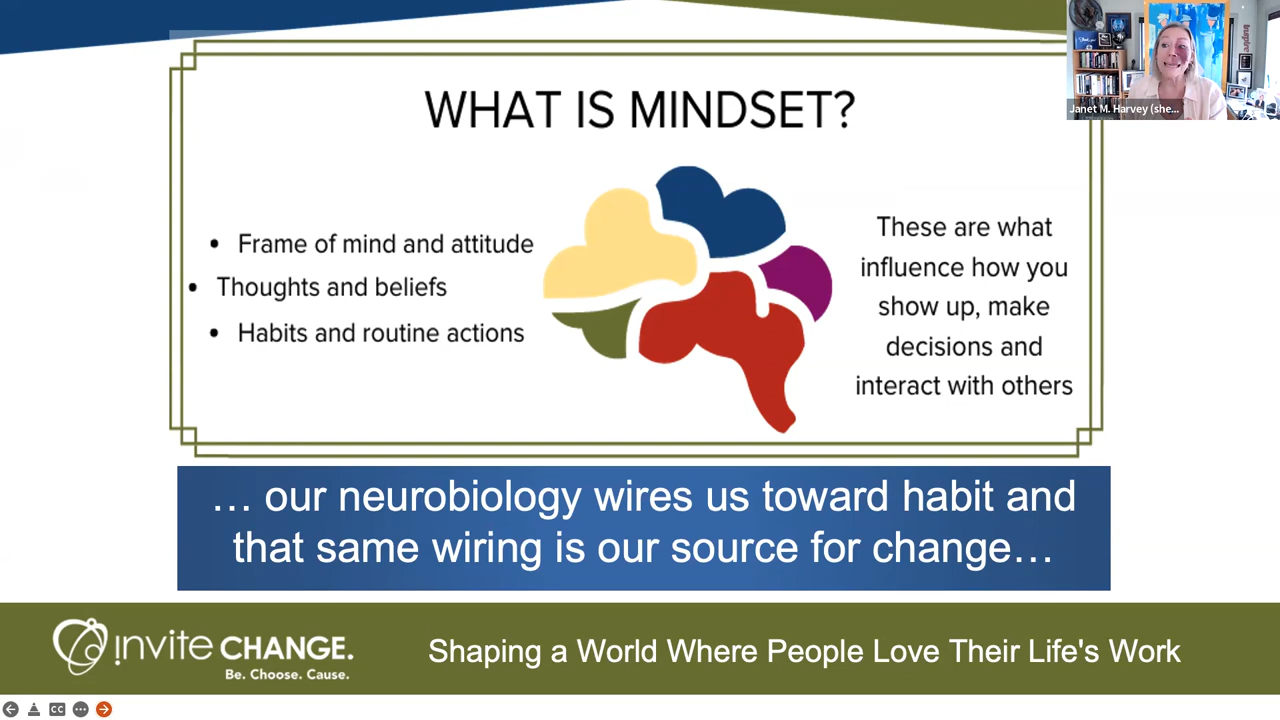 WHAT IS MINDSET?
Janet M. Harvey (she...
inspire
• Frame of mind and attitude
• Thoughts and beliefs
• Habits and routine actions
These are what
influence how you
show up, make
decisions and
interact with others
… our neurobiology wires us toward habit and
that same wiring is our source for change…
invite CHANGE.
Be. Choose. Cause.
Shaping a World Where People Love Their Life's Work
CC